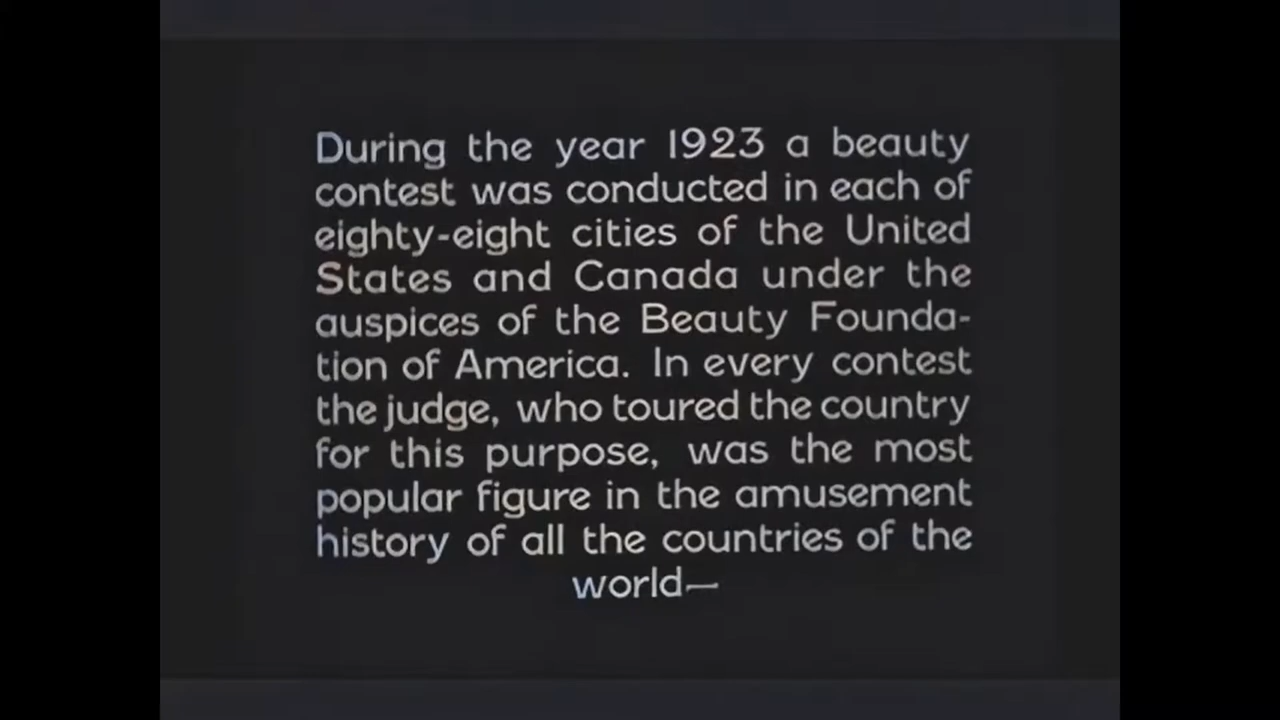 During the year 1923 a beauty
contest was conducted in each of
eighty-eight cities of the United
States and Canada under the
auspices of the Beauty Founda-
tion of America. In every contest
the judge, who toured the country
for this purpose, was the most
popular figure in the amusement
history of all the countries of the
world—